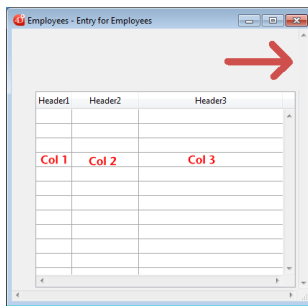 Employees - Entry for Employees
Header1 Header2 Header3
Col 1 Col 2 Col 3